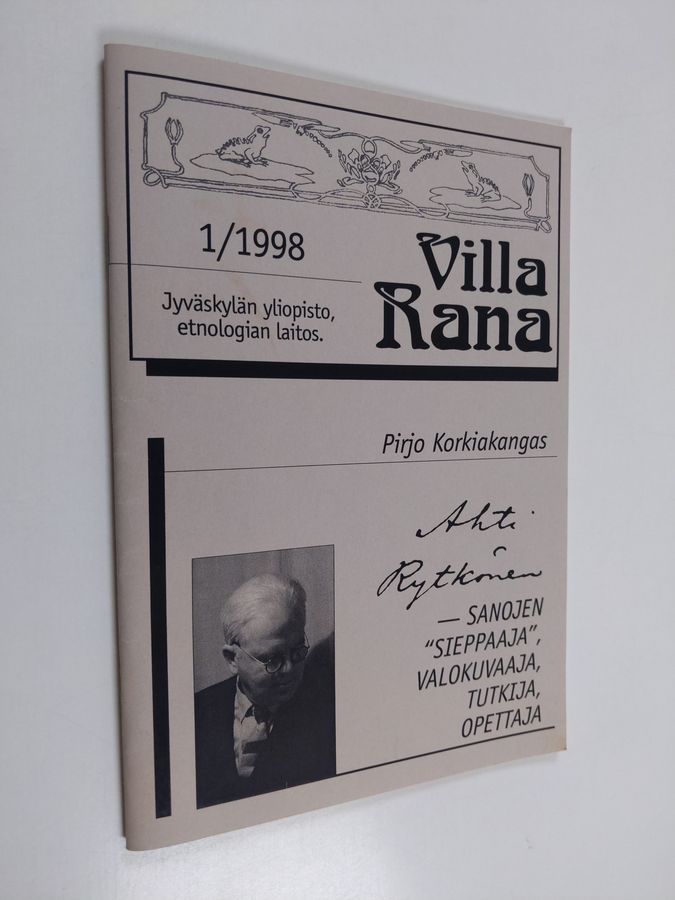 1/1998
Villa
Rana
Jyväskylän yliopisto,
etnologian laitos.
Pirjo Korkiakangas
Ahti
Rytkönen
— SANOJEN
"SIEPPAAJA",
VALOKUVAAJA,
TUTKIJA,
OPETTAJA